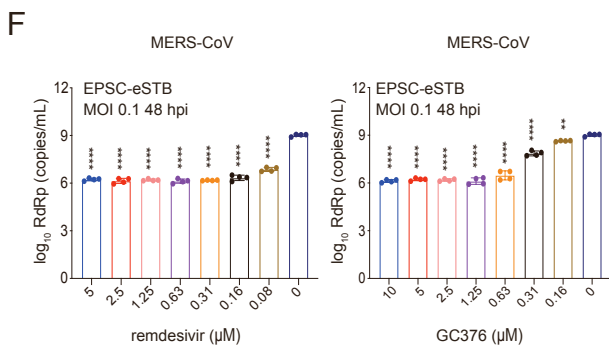 F
MERS-CoV
EPSC-eSTB
MOI 0.1 48 hpi
log10 RdRp (copies/mL)
12
9
6
3
0
**** **** **** **** **** **** ****
5 2.5 1.25 0.63 0.31 0.16 0.08 0
remdesivir (µM)
MERS-CoV
EPSC-eSTB
MOI 0.1 48 hpi
log10 RdRp (copies/mL)
12
9
6
3
0
**** **** **** **** **** **** **
10 5 2.5 1.25 0.63 0.31 0.16 0
GC376 (µM)